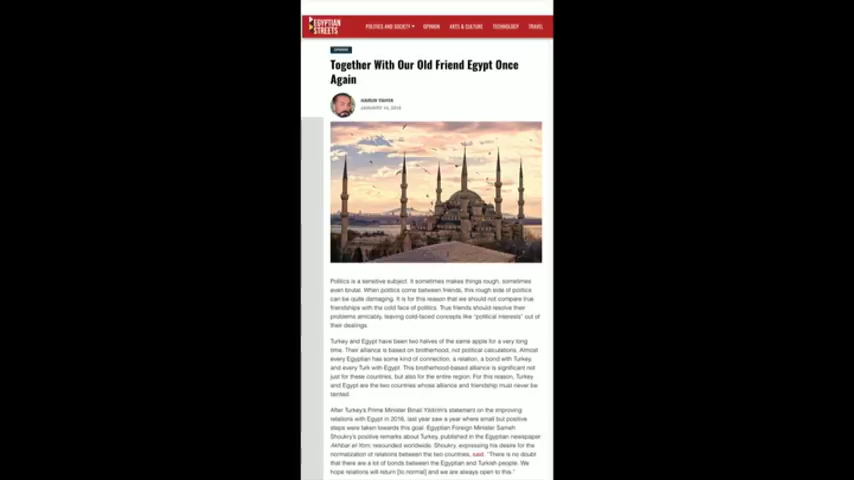 EGYPTIAN
STREETS
POLITICS AND SOCIETY OPINION ARTS & CULTURE TECHNOLOGY TRAVEL
OPINION
Together With Our Old Friend Egypt Once
Again
HARUN YAHYA
JANUARY
Politics is a sensitive subject. It sometimes makes things rough, sometimes
even brutal. When politics come between friends, this rough side of politics
can be quite damaging. It is for this reason that we should not compare true
friendships with the cold face of politics. True friends should resolve their
problems amicably, leaving cold-faced concepts like "political interests" out of
their dealings.
Turkey and Egypt have been two halves of the same apple for a very long
time. Their alliance is based on brotherhood, not political calculations. Almost
every Egyptian has some kind of connection, a relation, a bond with Turkey,
and every Turk with Egypt. This brotherhood-based alliance is significant not
just for these countries, but also for the entire region. For this reason, Turkey
and Egypt are the two countries whose alliance and friendship must never be
tainted.
After Turkey's Prime Minister Binali Yıldırım's statement on the improving
relations with Egypt in 2016, last year saw a year where small but positive
steps were taken towards this goal. Egyptian Foreign Minister Sameh
Shoukry's positive remarks about Turkey, published in the Egyptian newspaper
Akhbar el Yom, resounded worldwide. Shoukry, expressing his desire for the
normalization of relations between the two countries, said: "There is no doubt
that there are a lot of bonds between the Egyptian and Turkish people. We
hope relations will return [to normal] and we are always open to this."